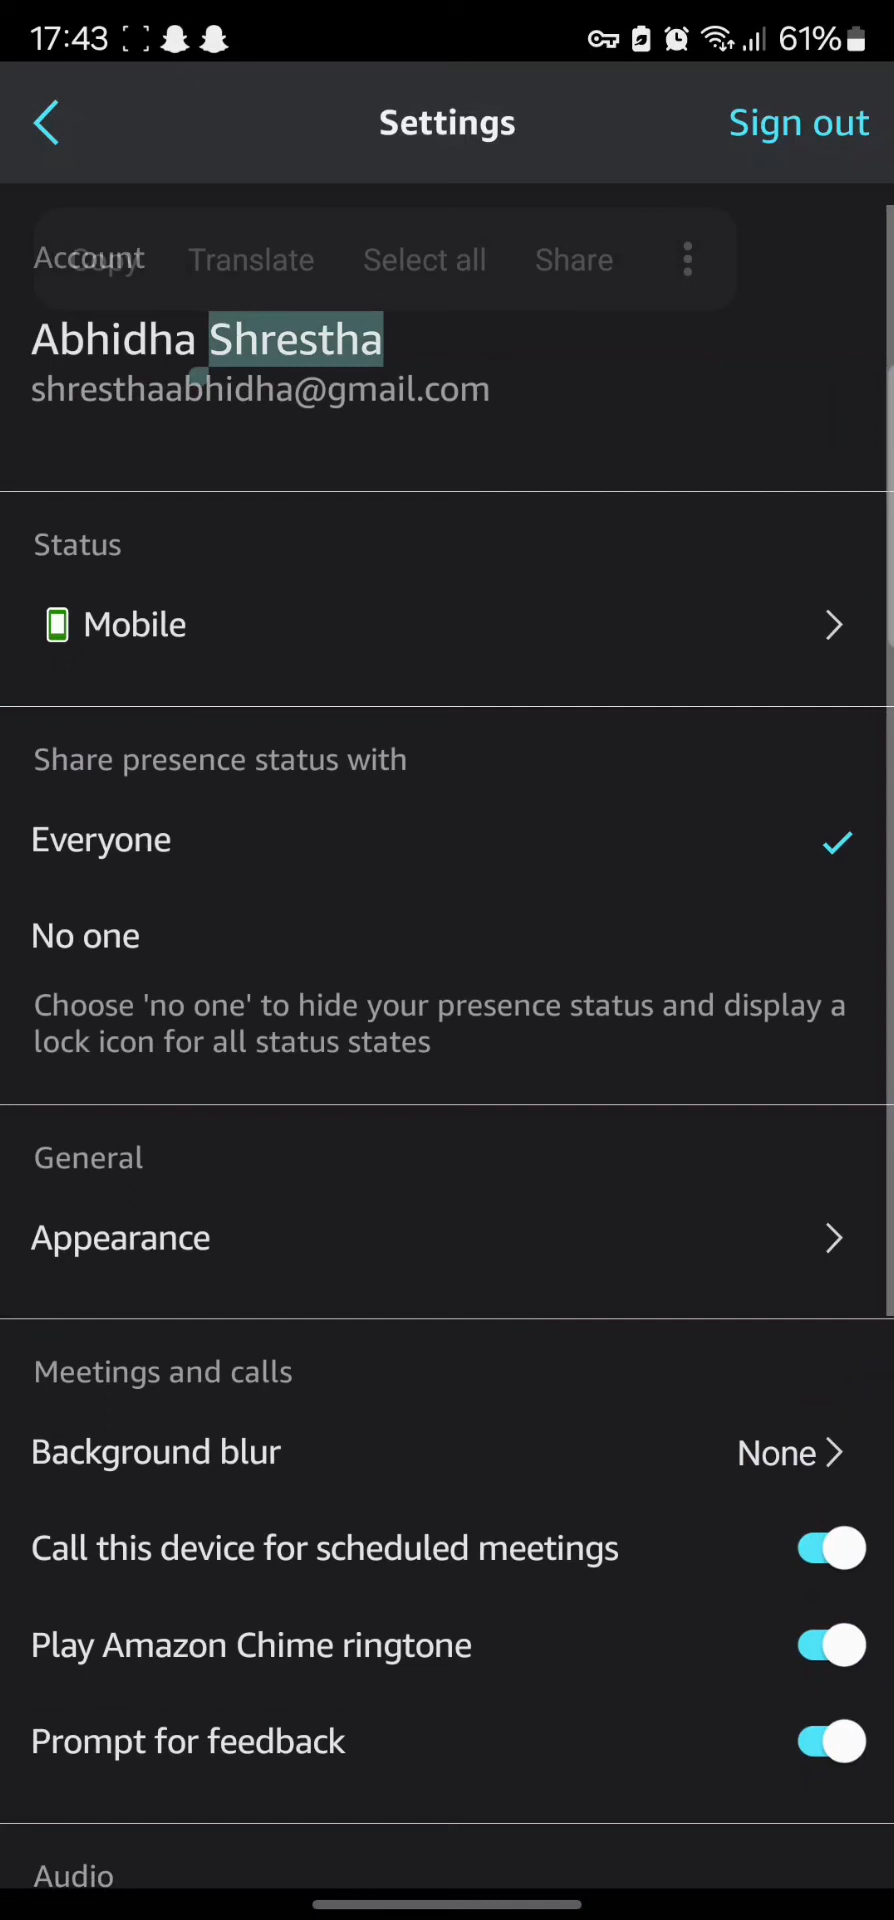 17:43 61%
Settings Sign out
Account
Copy Translate Select all Share
Abhidha Shrestha
shresthaabhidha@gmail.com
Status
Mobile
Share presence status with
Everyone
No one
Choose 'no one' to hide your presence status and display a
lock icon for all status states
General
Appearance
Meetings and calls
Background blur None
Call this device for scheduled meetings
Play Amazon Chime ringtone
Prompt for feedback
Audio